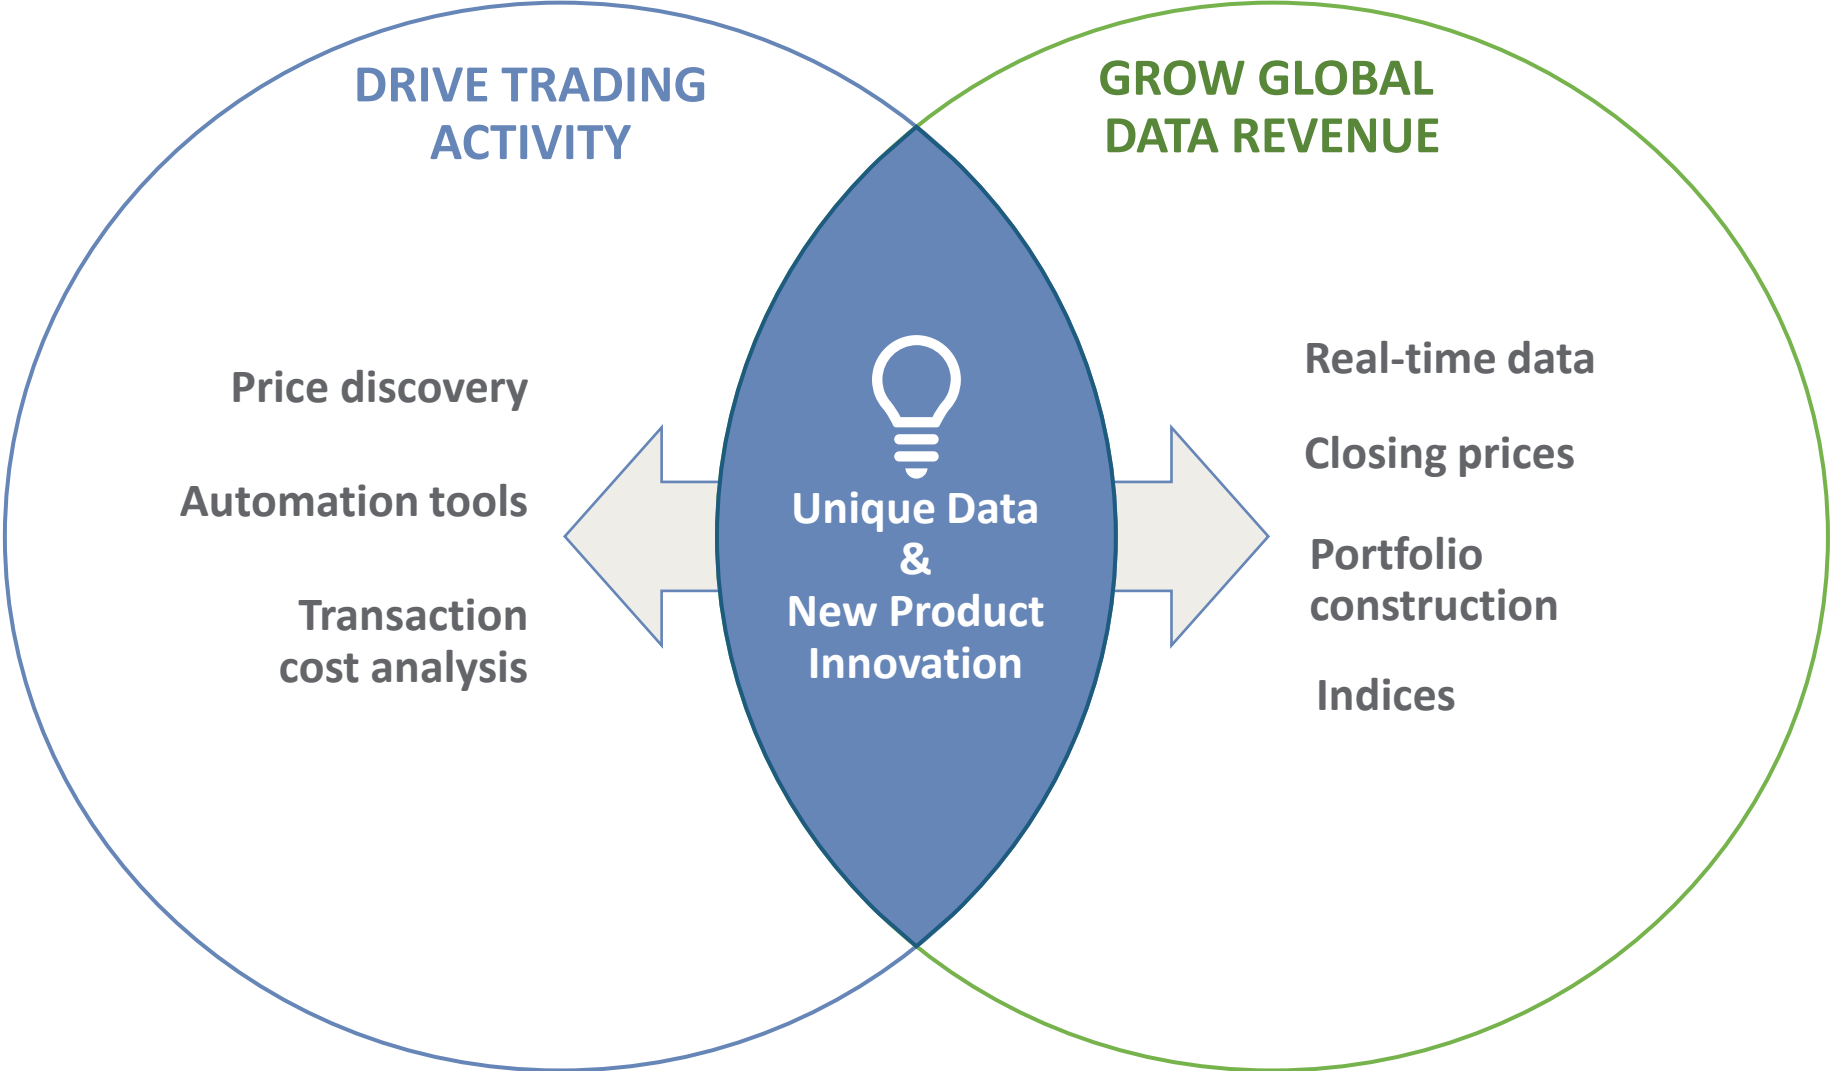 DRIVE TRADING
ACTIVITY
Price discovery
Automation tools
Transaction
cost analysis
Unique Data
&
New Product
Innovation
GROW GLOBAL
DATA REVENUE
Real-time data
Closing prices
Portfolio
construction
Indices